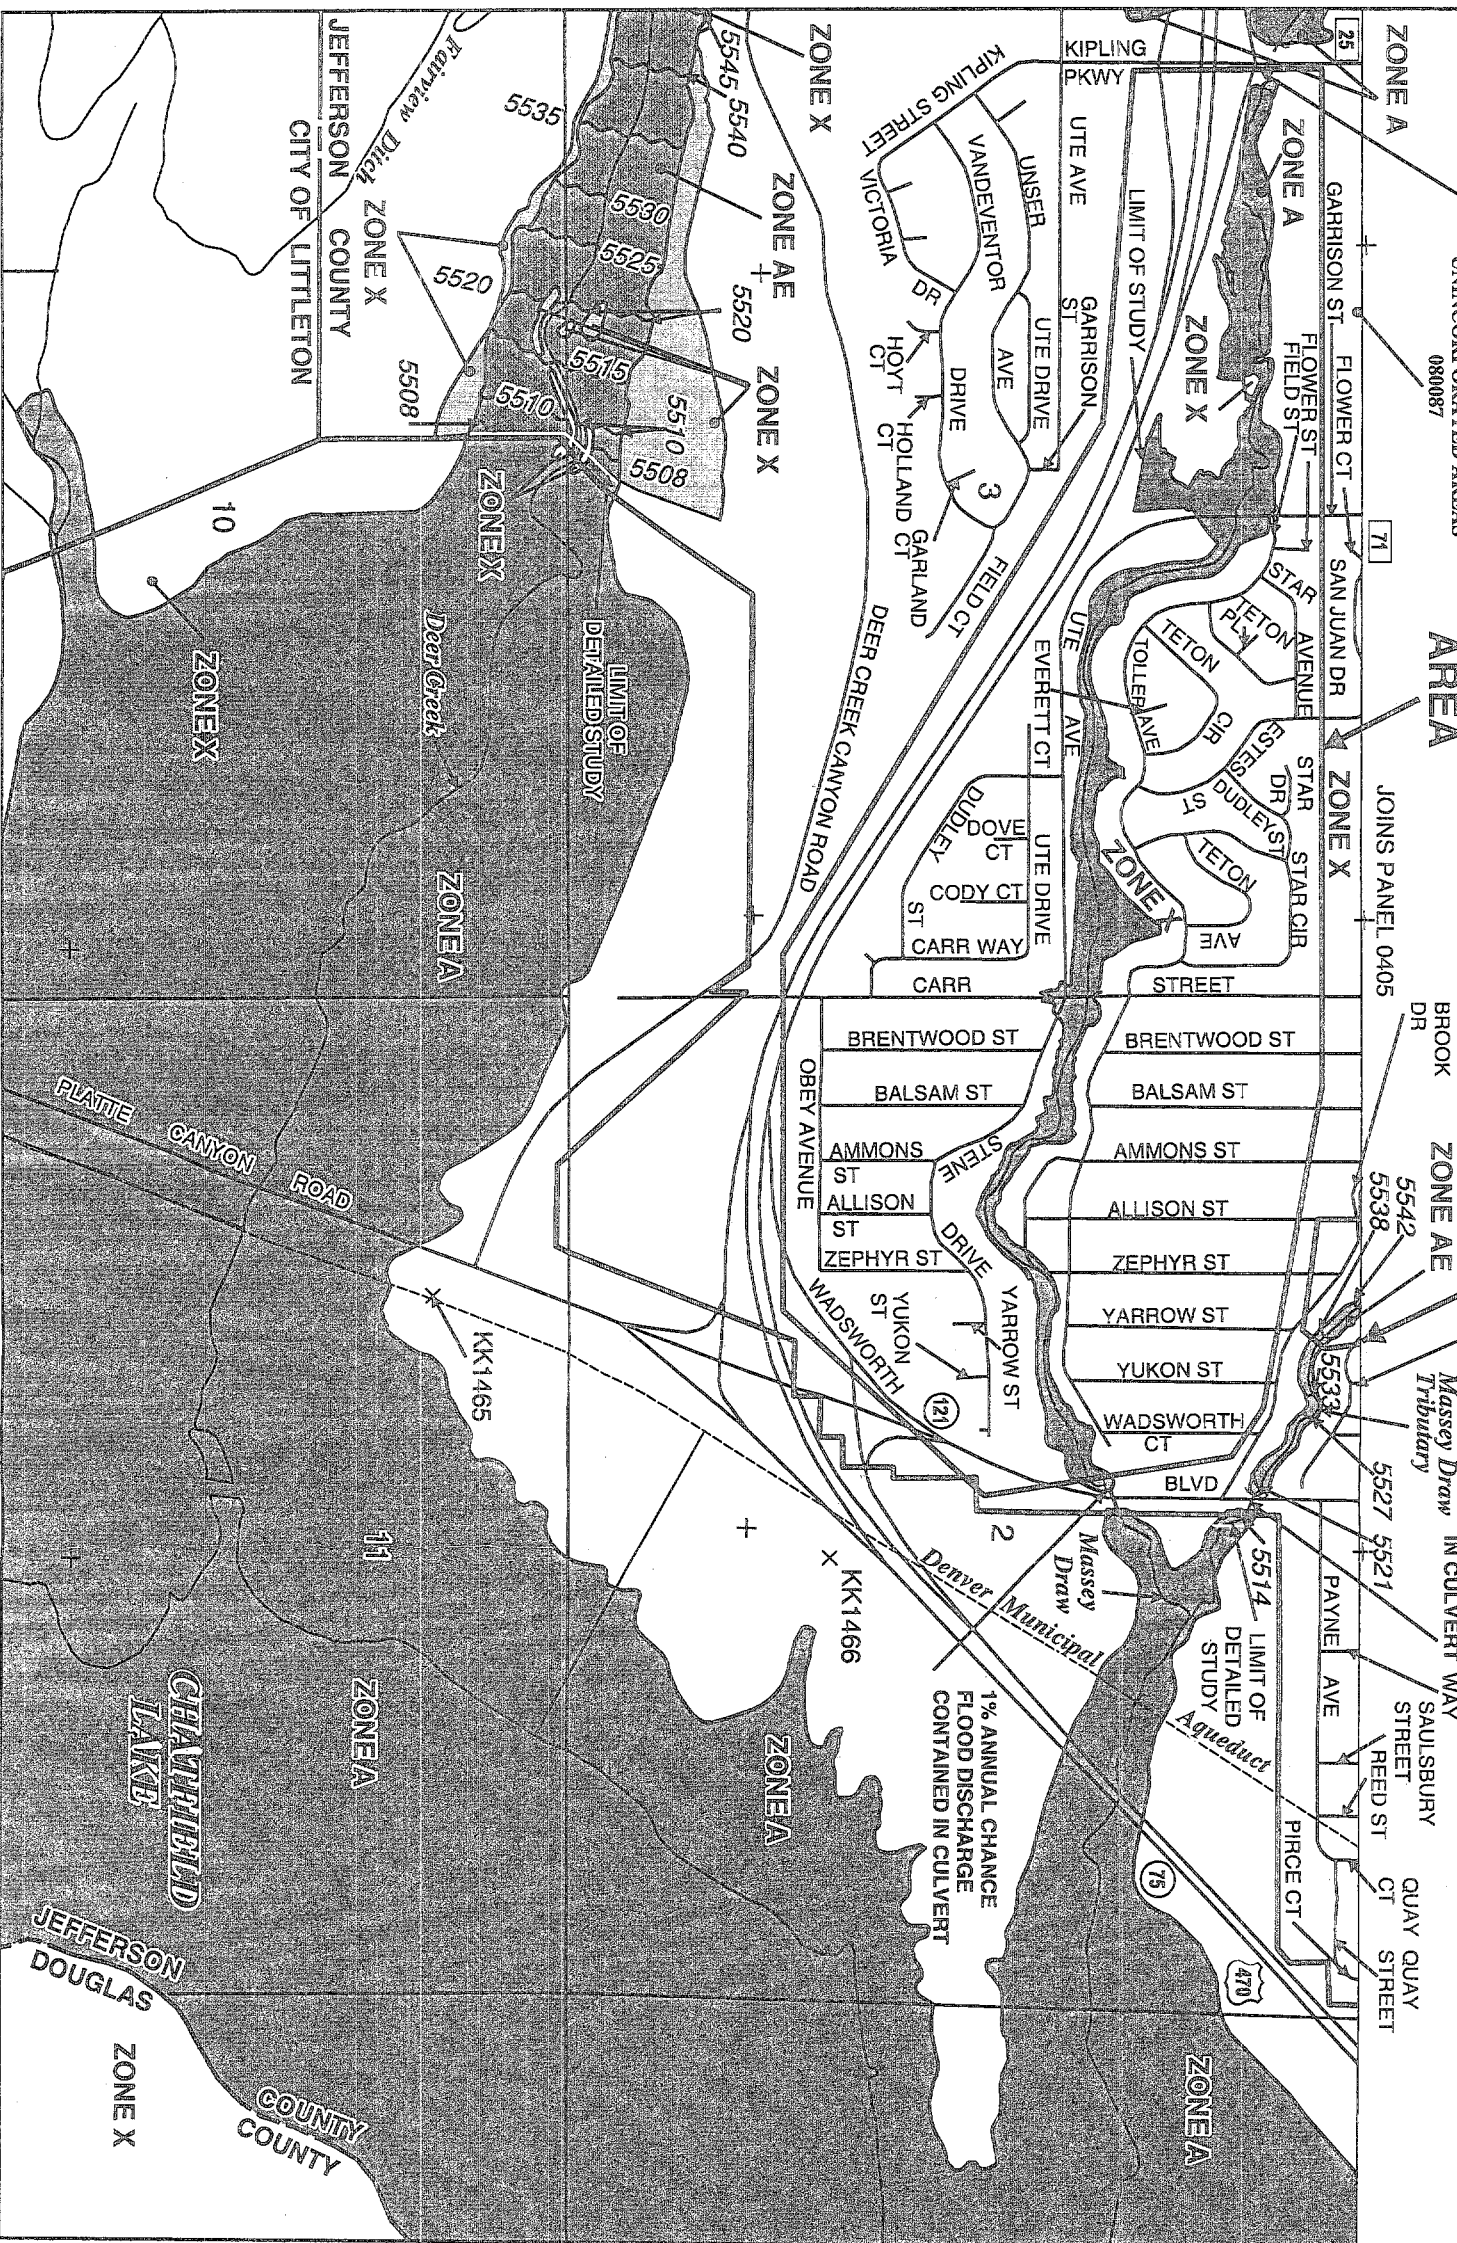 ZONE A
25
UNINCORPORATED AREAS
080087
71
AREA
JOINS PANEL 0405
BROOK
DR
ZONE AE
5542
5538
Massey Draw
Tributary
5533
5527
5521
IN CULVERT
WAY
SAULSBURY
STREET
REED ST
QUAY
CT
QUAY
STREET
ZONE A
GARRISON ST
FLOWER CT
FLOWER ST
FIELD ST
SAN JUAN DR
ZONE X
STAR
AVENUE
TETON
PL
TETON
CIR
TOLLER AVE
ESTES
ST
STAR
DR
DUDLEY ST
STAR CIR
TETON
AVE
ZONE X
ZONE X
STREET
BRENTWOOD ST
BALSAM ST
AMMONS ST
ALLISON ST
ZEPHYR ST
YARROW ST
YUKON ST
WADSWORTH
CT
BLVD
PAYNE
AVE
PIRCE CT
5514
LIMIT OF
DETAILED
STUDY
KIPLING
PKWY
KIPLING STREET
UTE AVE
LIMIT OF STUDY
UNSER
VANDEVENTOR
AVE
VICTORIA
DR
UTE DRIVE
GARRISON
ST
HOYT
CT
DRIVE
HOLLAND
CT
3
GARLAND
CT
FIELD CT
UTE
AVE
EVERETT CT
DUDLEY
ST
DOVE
CT
CODY CT
UTE DRIVE
CARR WAY
CARR
BRENTWOOD ST
BALSAM ST
OBEY AVENUE
AMMONS
ST
ALLISON
ST
ZEPHYR ST
STENE
DRIVE
YARROW ST
YUKON
ST
WADSWORTH
121
2
Massey
Draw
Denver Municipal
Aqueduct
1% ANNUAL CHANCE
FLOOD DISCHARGE
CONTAINED IN CULVERT
75
470
ZONE A
ZONE X
DEER CREEK CANYON ROAD
5545
5540
5535
ZONE AE
5530
5525
5520
5520
ZONE X
5515
5510
5510
5508
5508
ZONE X
LIMIT OF
DETAILED STUDY
KK1466
ZONE A
Fairview Ditch
ZONE X
JEFFERSON COUNTY
CITY OF LITTLETON
Deer Creek
10
ZONE X
ZONE A
KK1465
PLATTE
CANYON
ROAD
11
ZONE A
CHATFIELD
LAKE
JEFFERSON
COUNTY
DOUGLAS
COUNTY
ZONE X